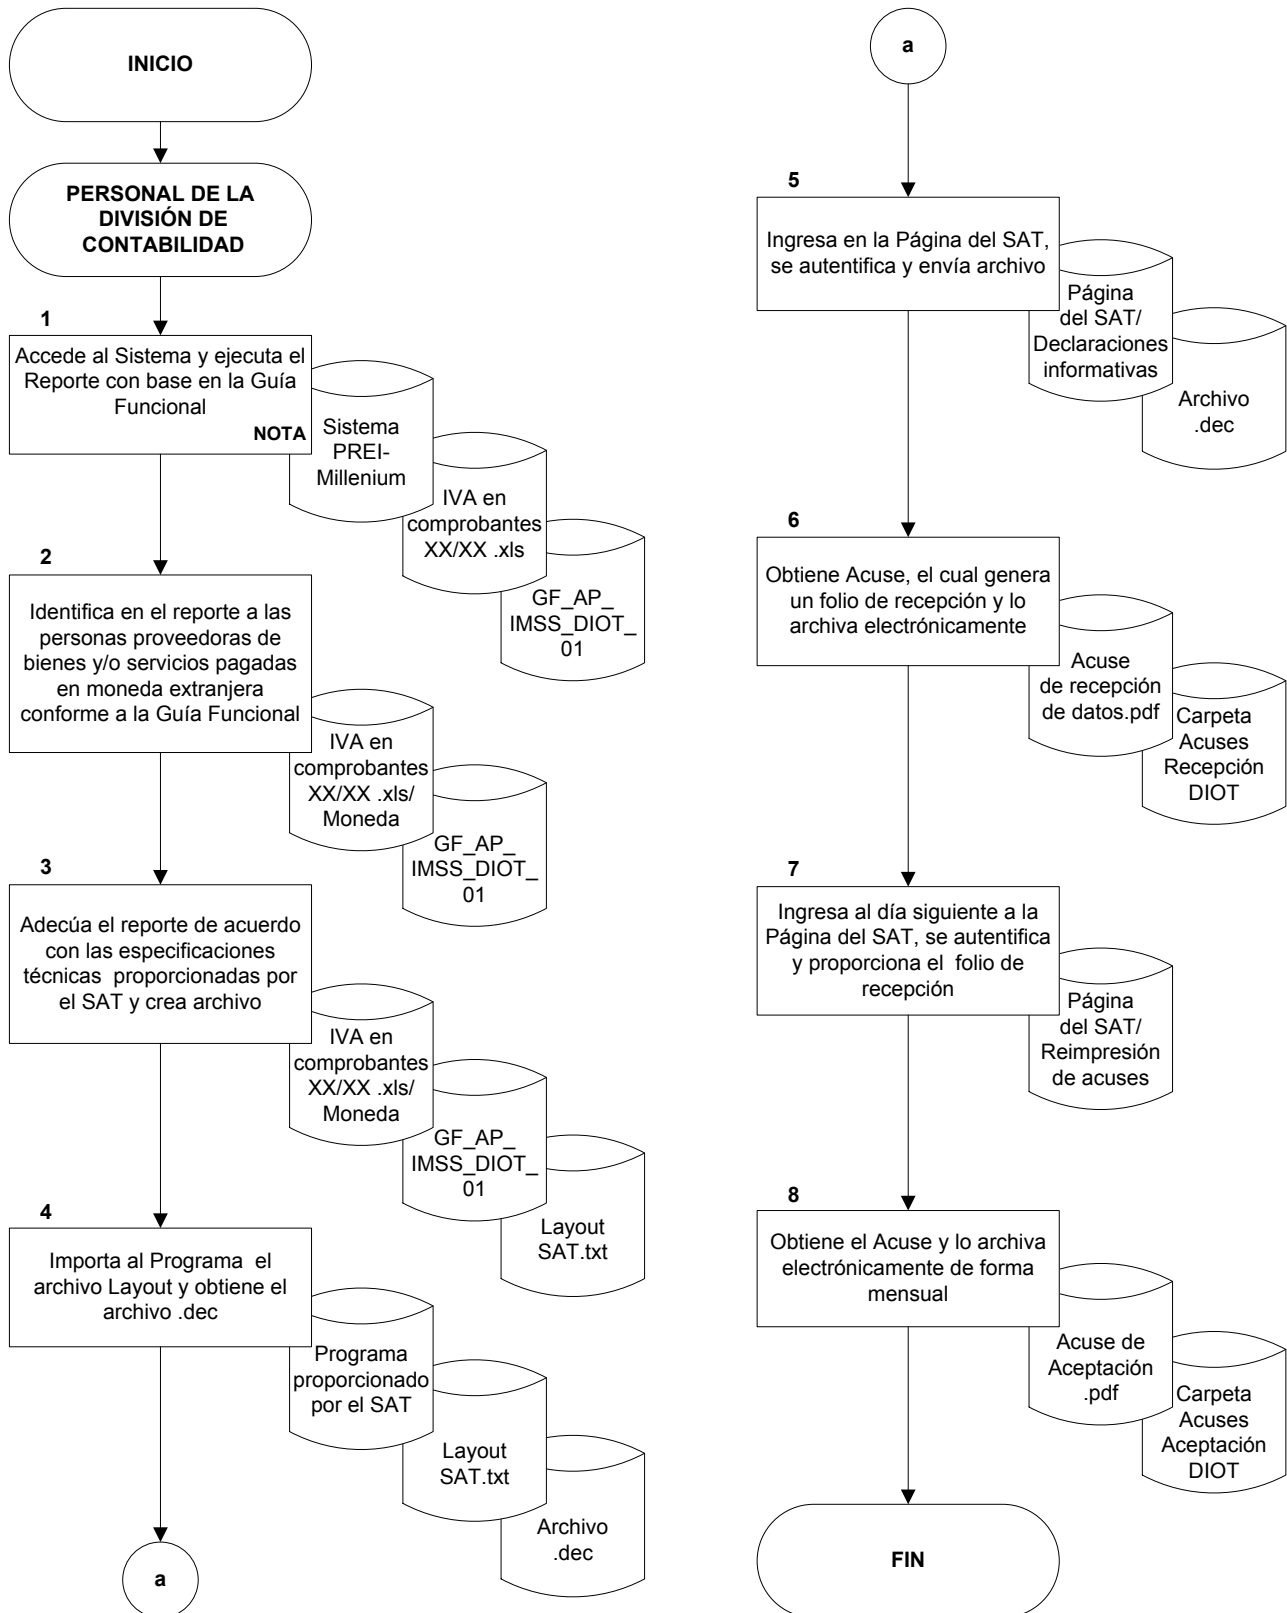 INICIO
PERSONAL DE LA
DIVISIÓN DE
CONTABILIDAD
1
Accede al Sistema y ejecuta el
Reporte con base en la Guía
Funcional
NOTA
Sistema
PREI-
Millenium
IVA en
comprobantes
XX/XX .xls
GF_AP_
IMSS_DIOT_
01
2
Identifica en el reporte a las
personas proveedoras de
bienes y/o servicios pagadas
en moneda extranjera
conforme a la Guía Funcional
IVA en
comprobantes
XX/XX .xls/
Moneda
GF_AP_
IMSS_DIOT_
01
3
Adecúa el reporte de acuerdo
con las especificaciones
técnicas proporcionadas por
el SAT y crea archivo
IVA en
comprobantes
XX/XX .xls/
Moneda
GF_AP_
IMSS_DIOT_
01
Layout
SAT.txt
4
Importa al Programa el
archivo Layout y obtiene el
archivo .dec
Programa
proporcionado
por el SAT
Layout
SAT.txt
Archivo
.dec
a
a
5
Ingresa en la Página del SAT,
se autentifica y envía archivo
Página
del SAT/
Declaraciones
informativas
Archivo
.dec
6
Obtiene Acuse, el cual genera
un folio de recepción y lo
archiva electrónicamente
Acuse
de recepción
de datos.pdf
Carpeta
Acuses
Recepción
DIOT
7
Ingresa al día siguiente a la
Página del SAT, se autentifica
y proporciona el folio de
recepción
Página
del SAT/
Reimpresión
de acuses
8
Obtiene el Acuse y lo archiva
electrónicamente de forma
mensual
Acuse de
Aceptación
.pdf
Carpeta
Acuses
Aceptación
DIOT
FIN